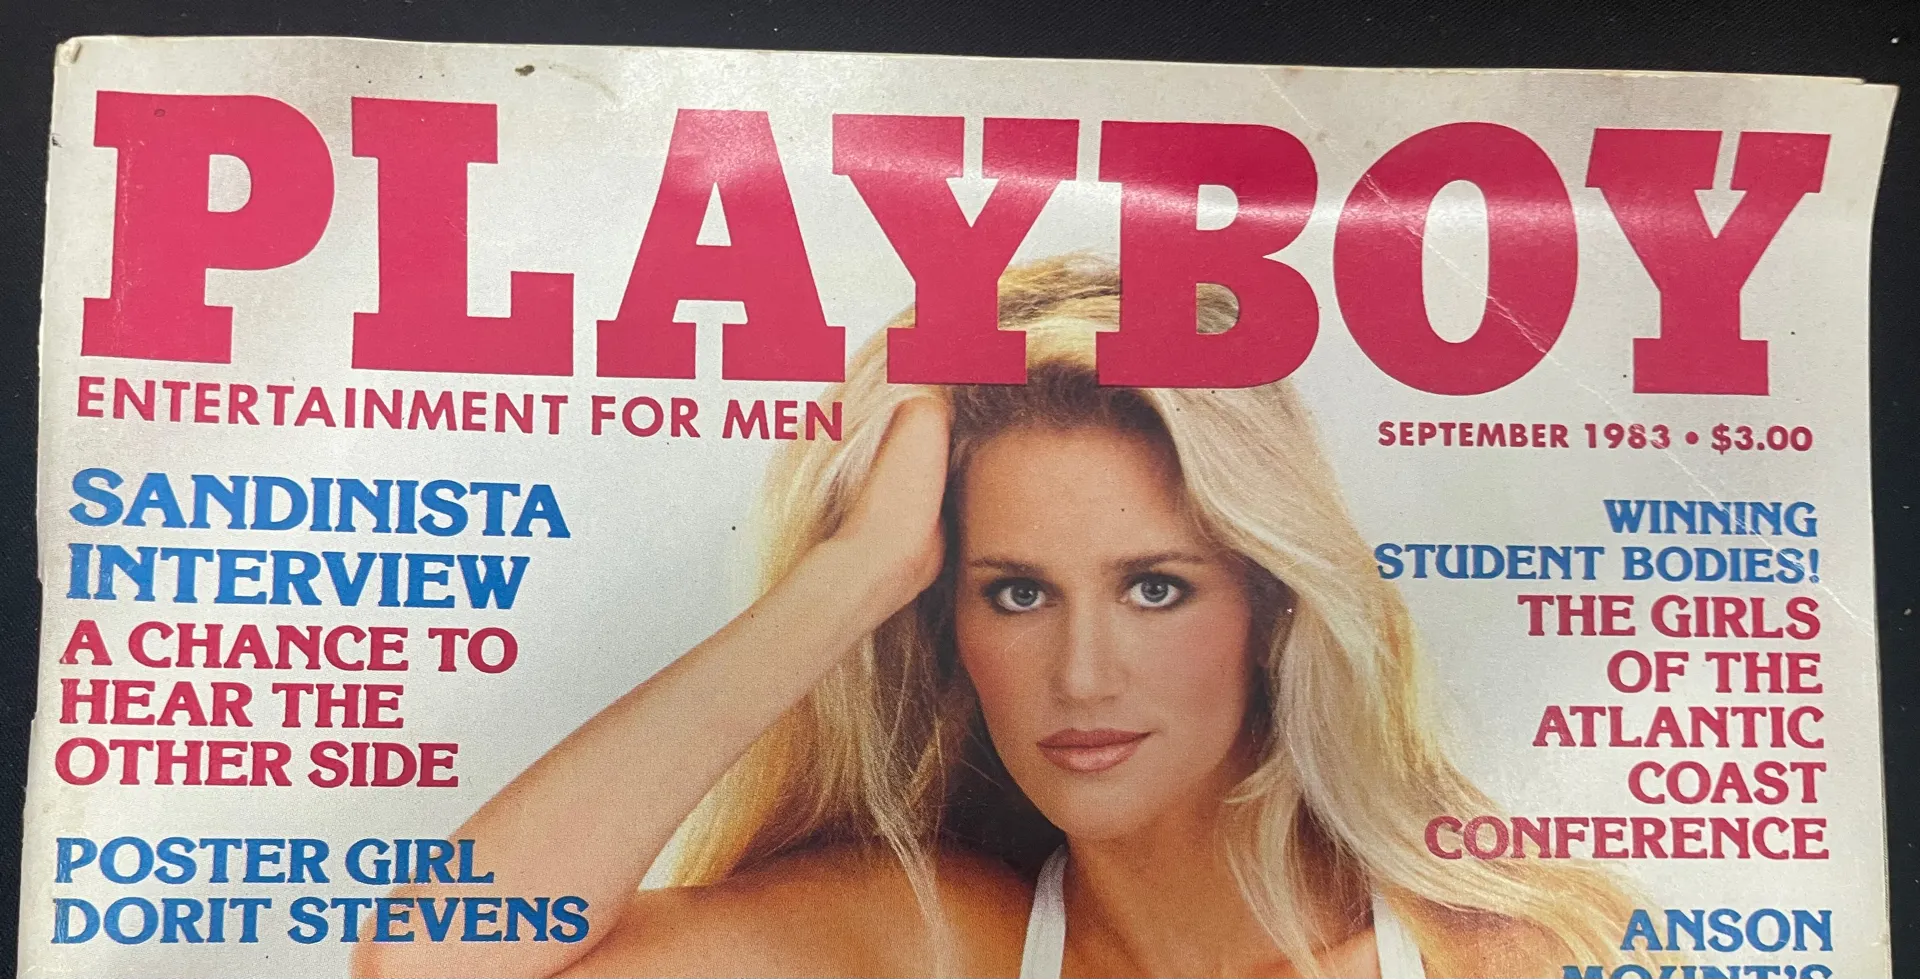 PLAYBOY
ENTERTAINMENT FOR MEN
SEPTEMBER 1983 • $3.00
SANDINISTA
INTERVIEW
A CHANCE TO
HEAR THE
OTHER SIDE
POSTER GIRL
DORIT STEVENS
WINNING
STUDENT BODIES!
THE GIRLS
OF THE
ATLANTIC
COAST
CONFERENCE
ANSON
MOUNT'S